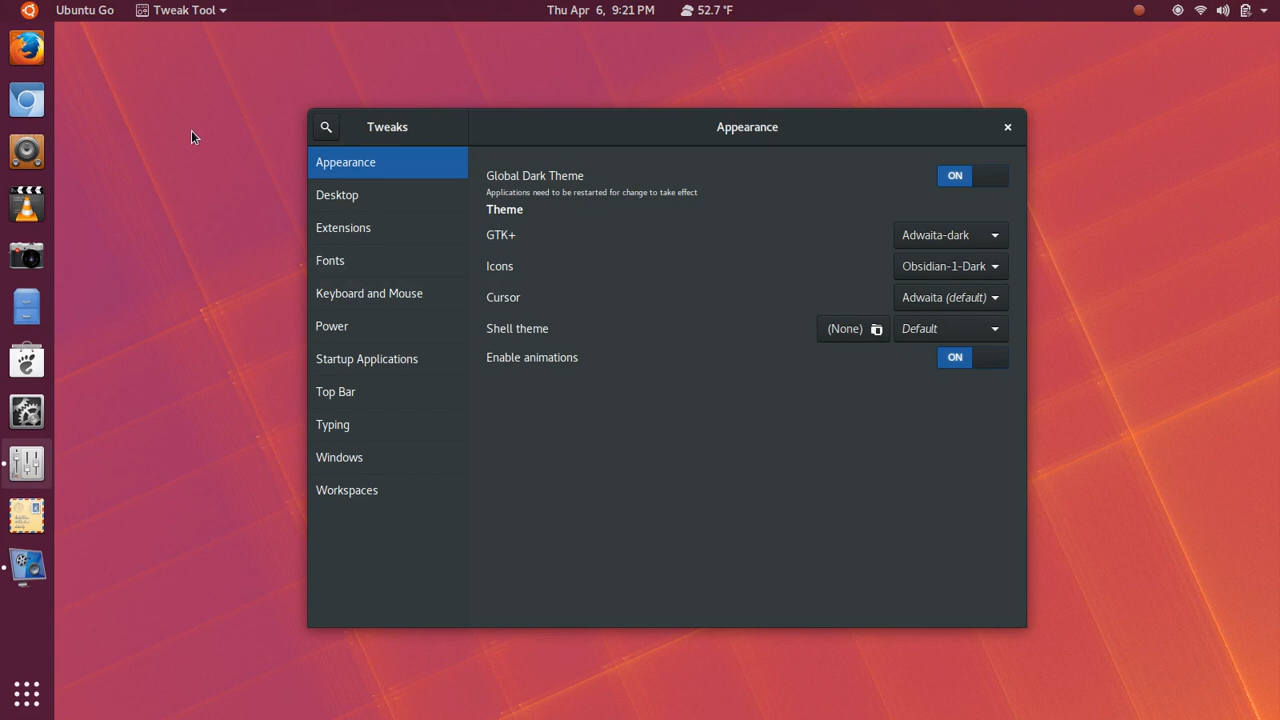 Ubuntu Go Tweak Tool Thu Apr 6, 9:21 PM 52.7 °F
Tweaks Appearance
Appearance
Desktop
Extensions
Fonts
Keyboard and Mouse
Power
Startup Applications
Top Bar
Typing
Windows
Workspaces
Global Dark Theme ON
Applications need to be restarted for change to take effect
Theme
GTK+ Adwaita-dark
Icons Obsidian-1-Dark
Cursor Adwaita (default)
Shell theme (None) Default
Enable animations ON